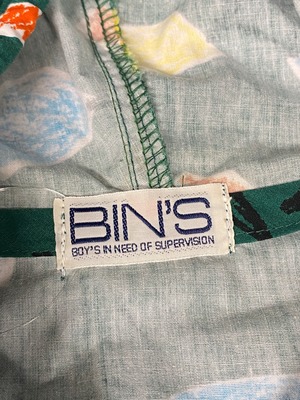 BIN'S
BOY'S IN NEED OF SUPERVISION